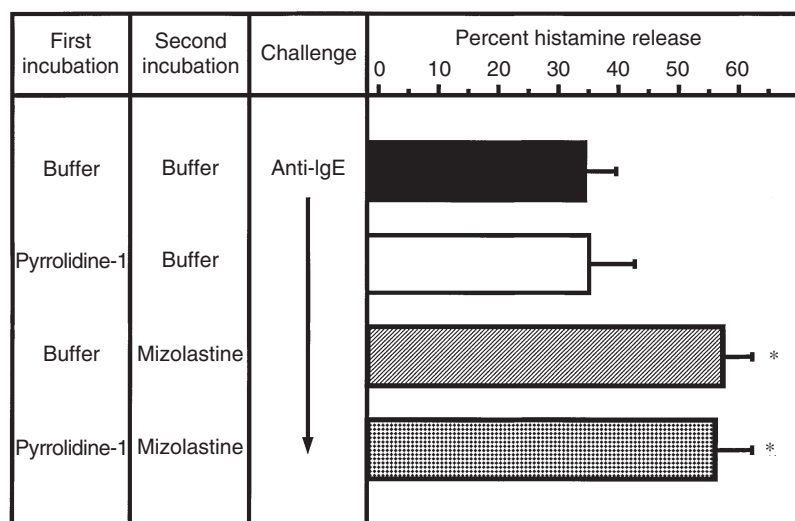 First incubation
Second incubation
Challenge
Percent histamine release
0 10 20 30 40 50 60
Buffer Buffer Anti-IgE
Pyrrolidine-1 Buffer
Buffer Mizolastine *
Pyrrolidine-1 Mizolastine *